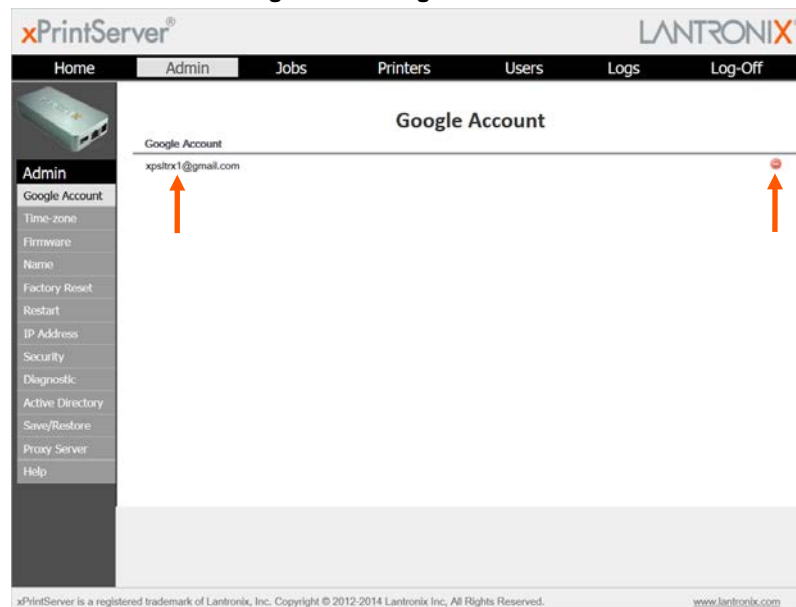 xPrintServer®
LANTRONIX
Home Admin Jobs Printers Users Logs Log-Off
Google Account
Google Account
xpsltrx1@gmail.com
Admin
Google Account
Time-zone
Firmware
Name
Factory Reset
Restart
IP Address
Security
Diagnostic
Active Directory
Save/Restore
Proxy Server
Help
xPrintServer is a registered trademark of Lantronix, Inc. Copyright © 2012-2014 Lantronix Inc, All Rights Reserved. www.lantronix.com